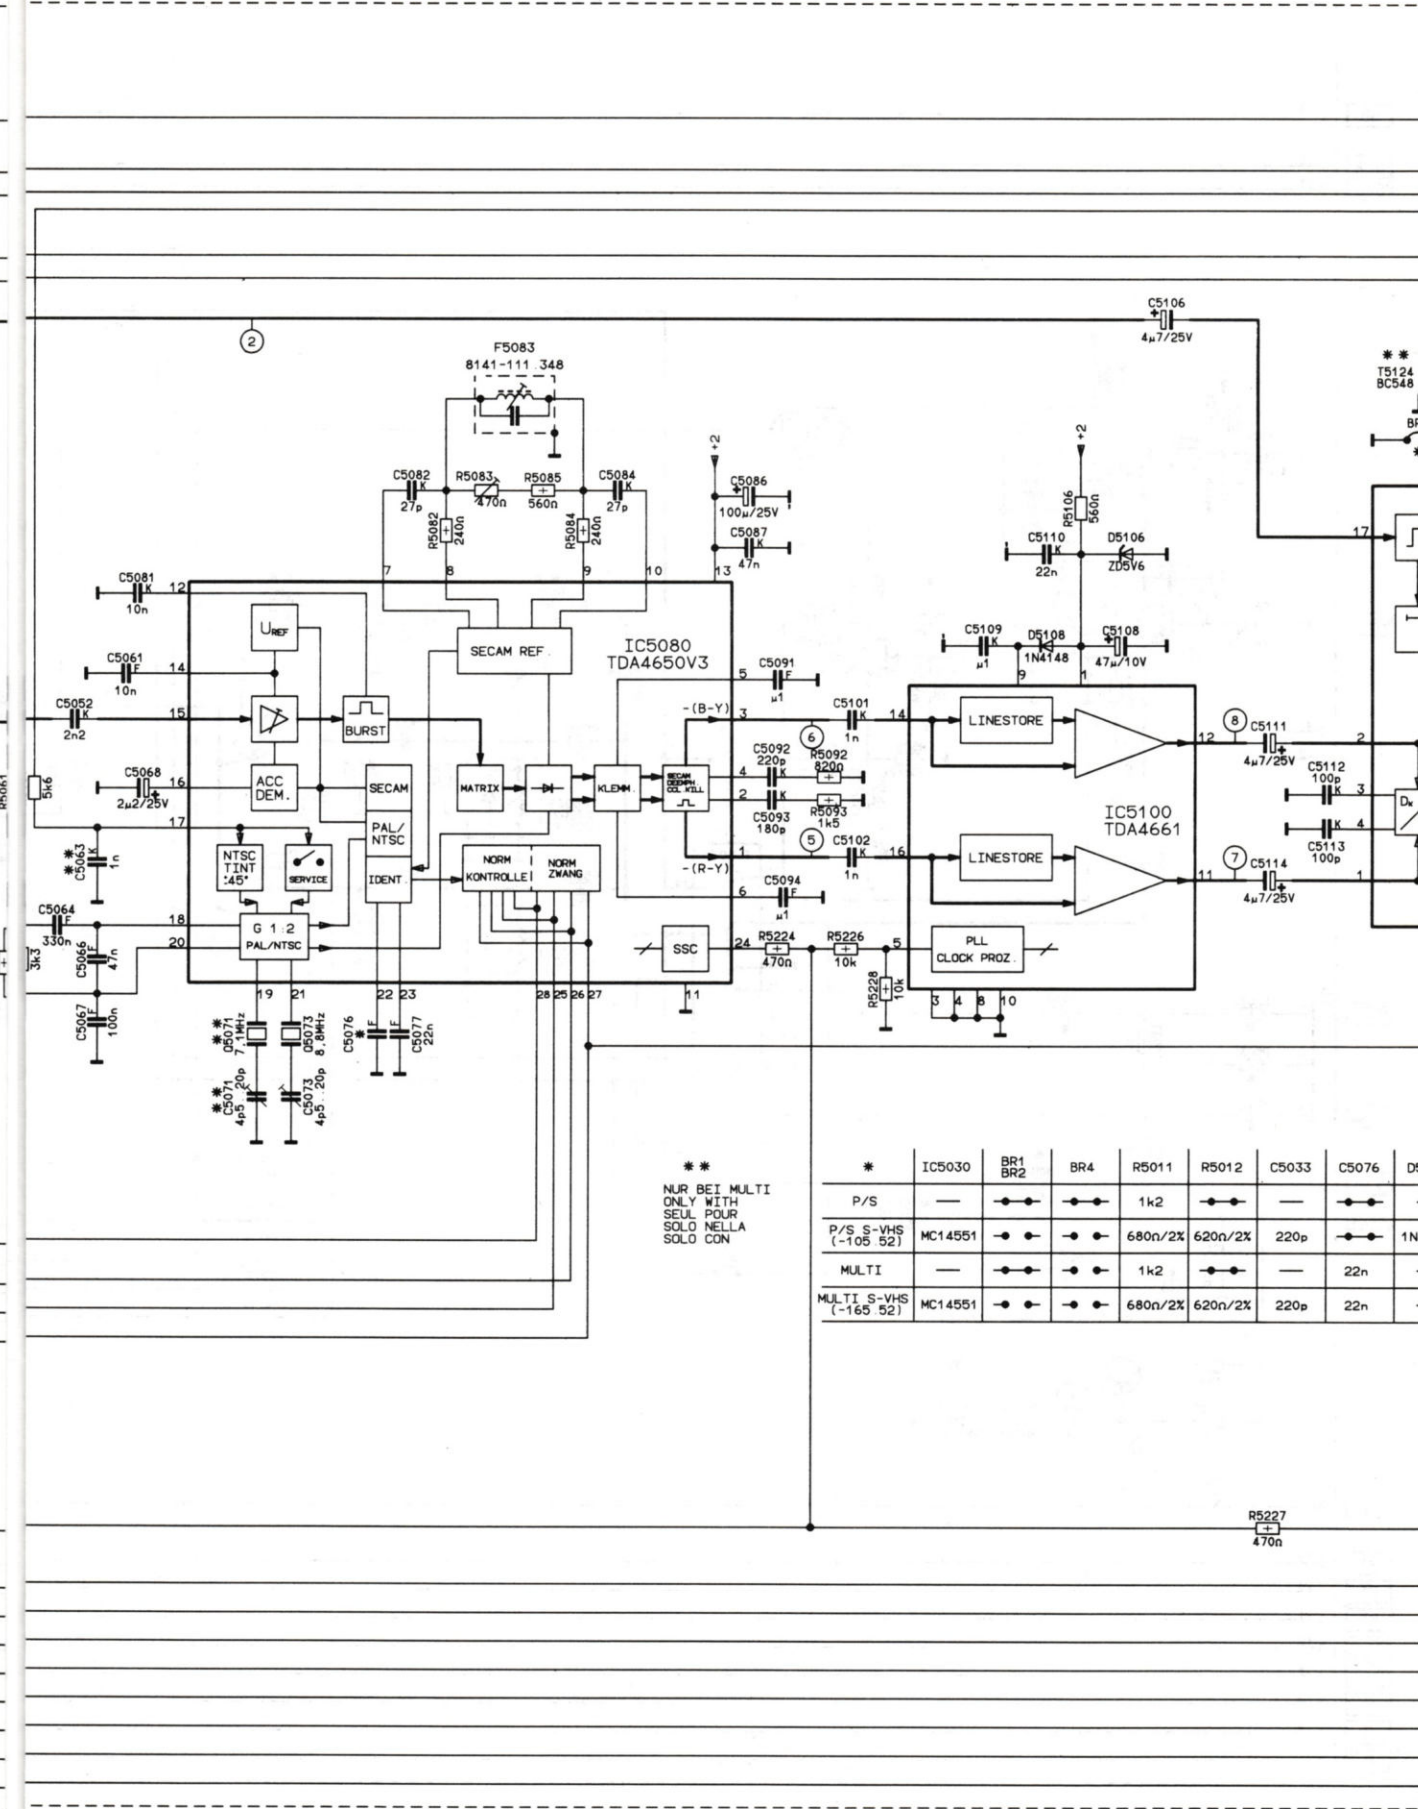 2
C5106
4µ7/25V
F5083
8141-111.348
T5124
BC548
+2
+2
C5082
27p
R5083
470Ω
R5085
560Ω
C5084
27p
C5086
100µ/25V
R5082
240Ω
R5084
240Ω
C5087
47n
R5106
560Ω
C5110
22n
D5106
ZD5V6
17
7
8
9
10
13
C5081
10n
12
UREF
SECAM REF.
IC5080
TDA4650V3
C5109
µ1
D5108
1N4148
C5108
47µ/10V
C5061
10n
14
C5052
2n2
15
BURST
5
C5091
µ1
-(B-Y)
3
6
C5101
1n
9
1
14
LINESTORE
12
8
C5111
4µ7/25V
2
R5061
5k6
C5068
2µ2/25V
16
ACC
DEM.
SECAM
MATRIX
KLEMM.
SECAM
DEEMPH.
COL KILL
4
C5092
220p
R5092
820Ω
2
C5093
180p
R5093
1k5
C5112
100p
3
IC5100
TDA4661
4
C5113
100p
17
PAL/
NTSC
** C5063
1n
NTSC
TINT
45°
SERVICE
IDENT.
NORM
KONTROLLE
NORM
ZWANG
1
-(R-Y)
5
C5102
1n
16
LINESTORE
11
7
C5114
4µ7/25V
1
6
C5094
µ1
C5064
330n
18
20
G 1:2
PAL/NTSC
3k3
C5066
47n
SSC
24
R5224
470Ω
R5226
10k
5
PLL
CLOCK PROZ.
R5228
10k
C5067
100n
19
21
22
23
28
25
26
27
11
3
4
8
10
** Q5071
7,1MHz
Q5073
8,8MHz
C5076 *
C5077
22n
** C5071
4p5..20p
C5073
4p5..20p
**
NUR BEI MULTI
ONLY WITH
SEUL POUR
SOLO NELLA
SOLO CON
* IC5030 BR1 BR2 BR4 R5011 R5012 C5033 C5076
P/S — 1k2 —
P/S S-VHS (-105.52) MC14551 680Ω/2% 620Ω/2% 220p 1N
MULTI — 1k2 — 22n
MULTI S-VHS (-165.52) MC14551 680Ω/2% 620Ω/2% 220p 22n
R5227
470Ω